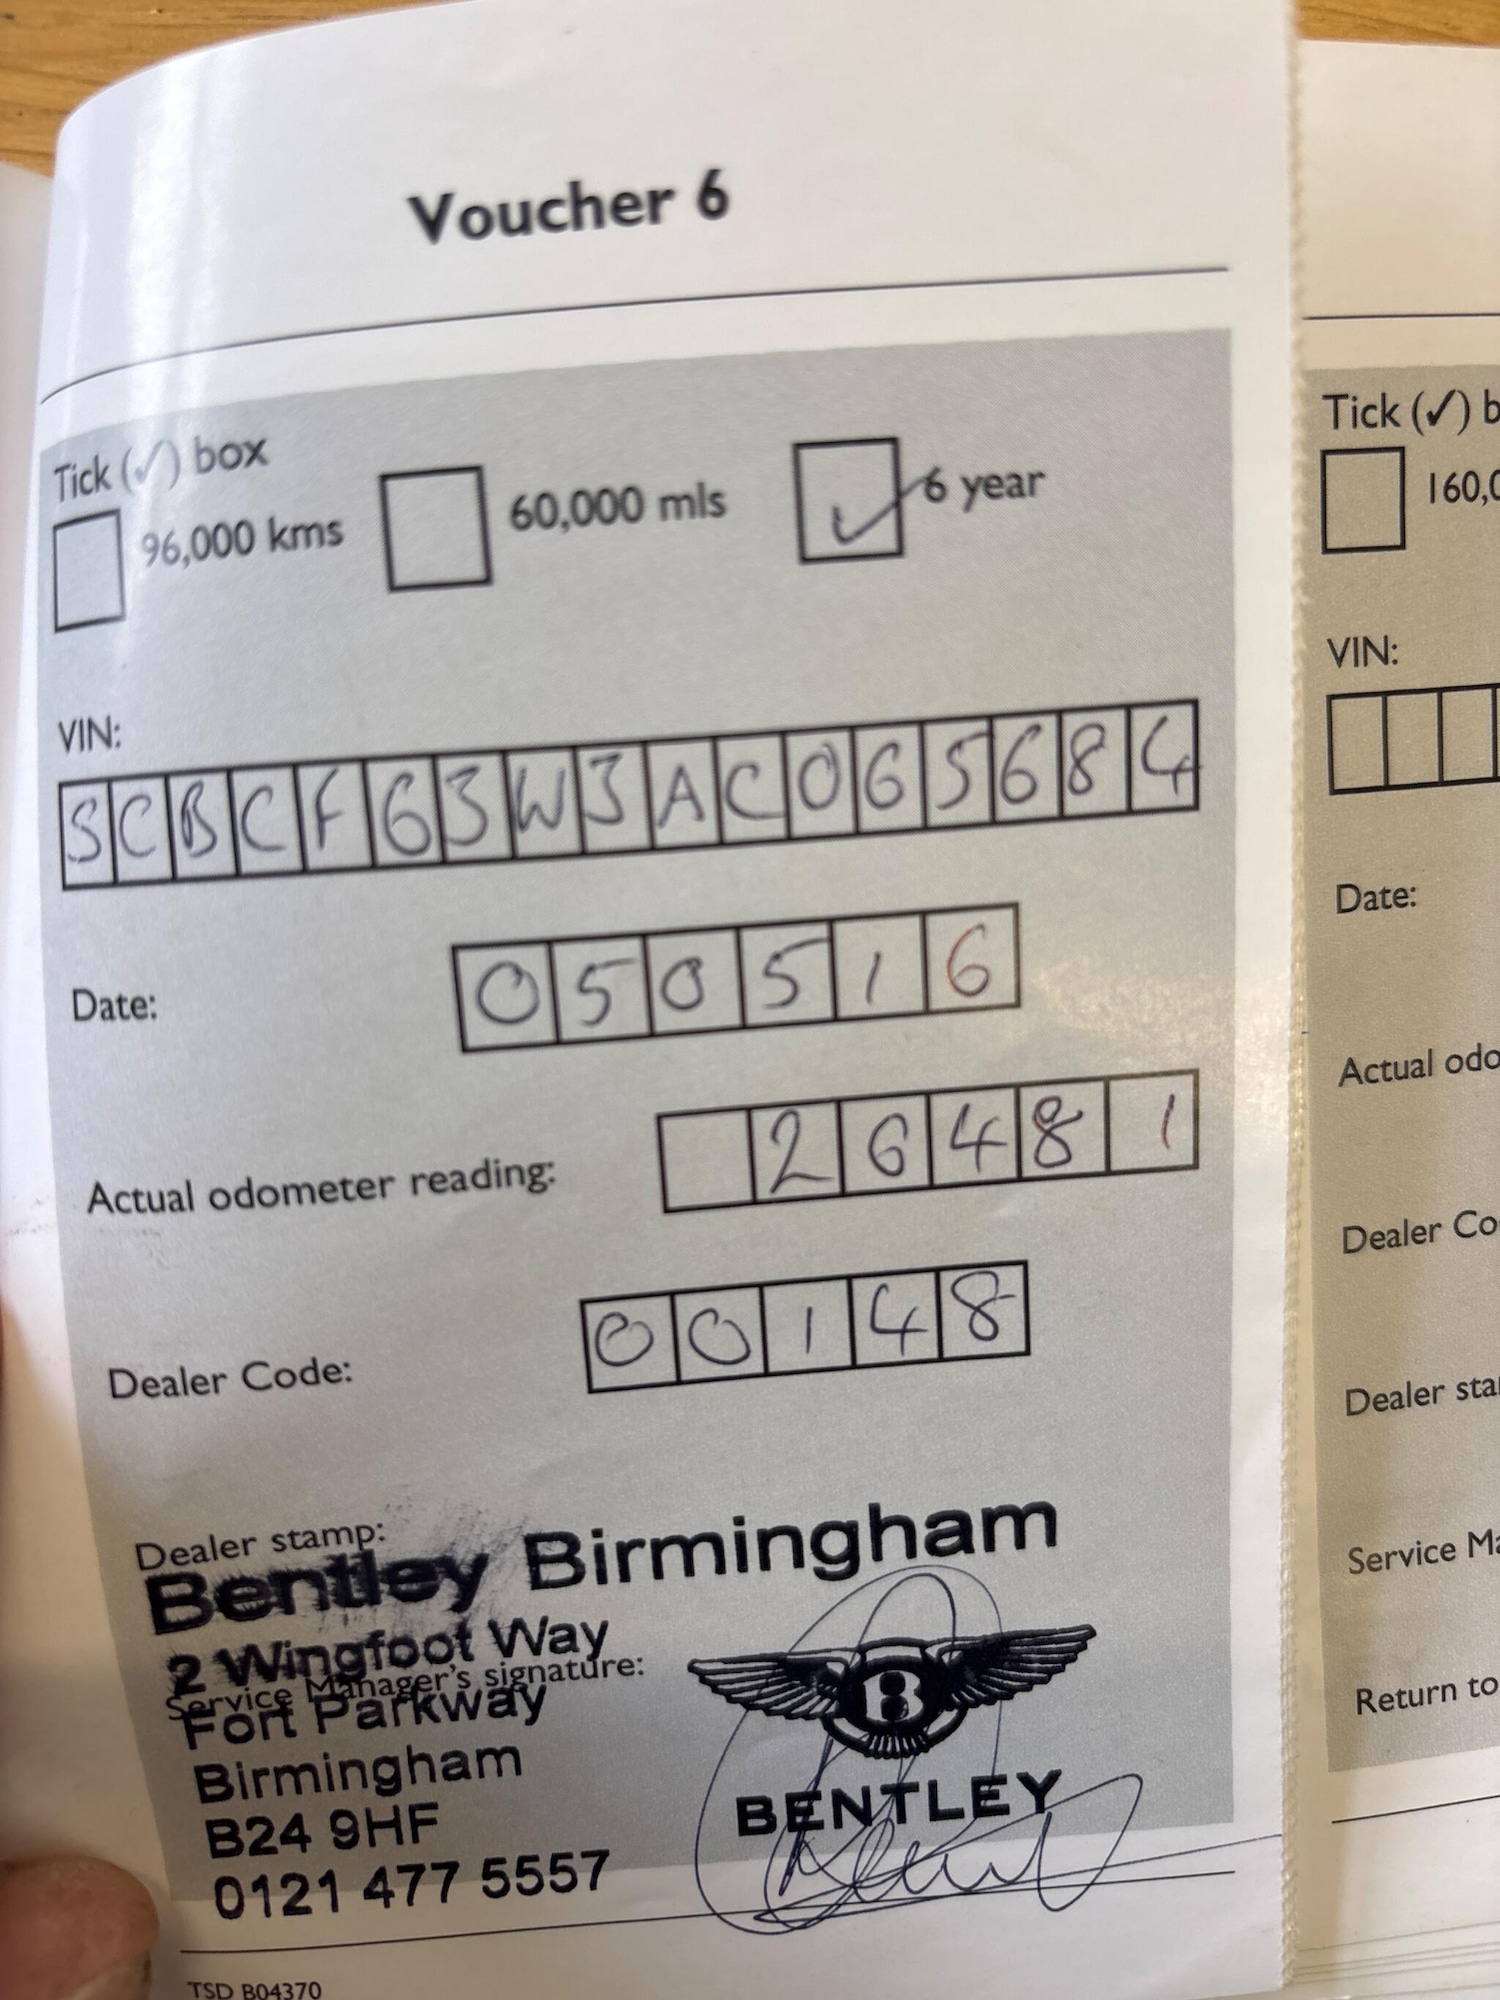 Voucher 6
Tick (✓) box
96,000 kms 60,000 mls ✓ 6 year
VIN:
SCBCF63W3AC065684
Date: 050516
Actual odometer reading: 26481
Dealer Code: 00148
Dealer stamp:
Bentley Birmingham
2 Wingfoot Way
Service Manager's signature:
Fort Parkway
Birmingham
B24 9HF
0121 477 5557
B
BENTLEY
TSD B04370
Tick (✓) b
160,0
VIN:
Date:
Actual odo
Dealer Co
Dealer sta
Service Ma
Return to